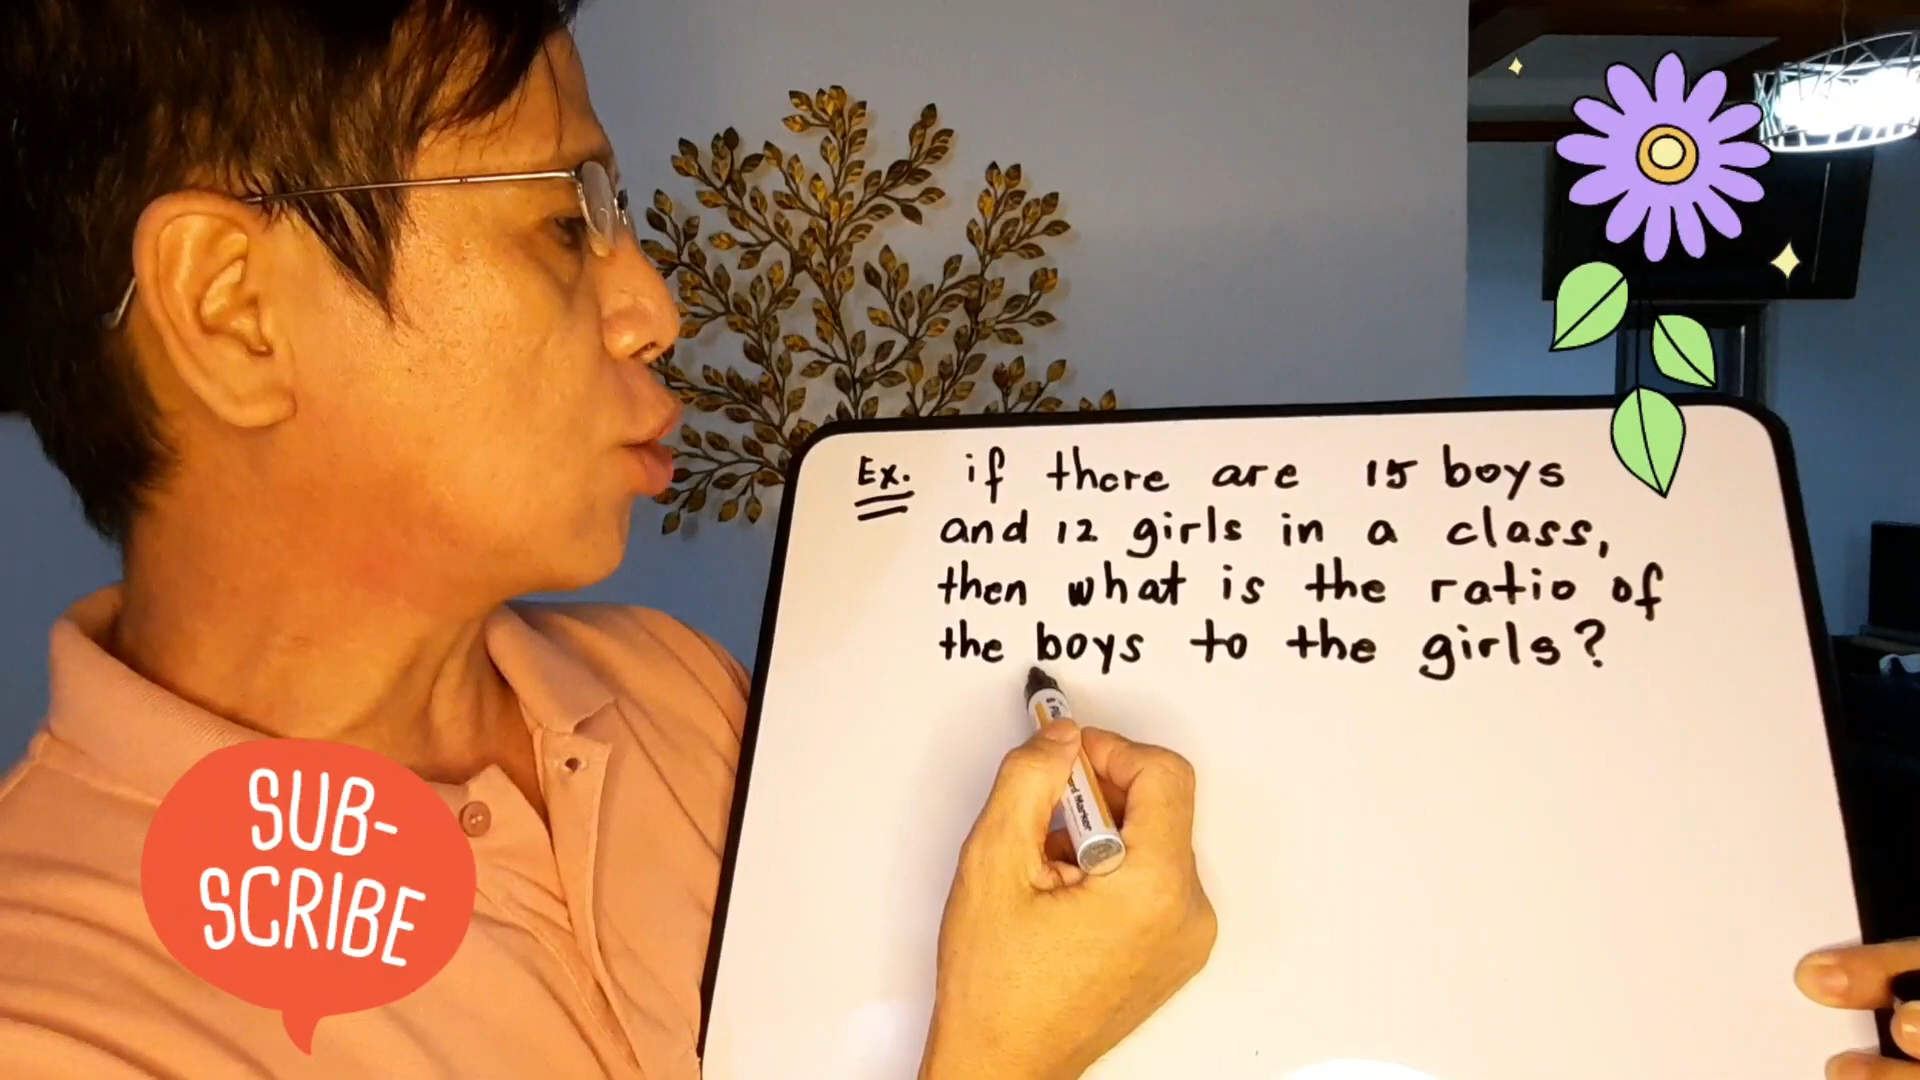 Ex. if there are 15 boys
and 12 girls in a class,
then what is the ratio of
the boys to the girls?
SUB-
SCRIBE